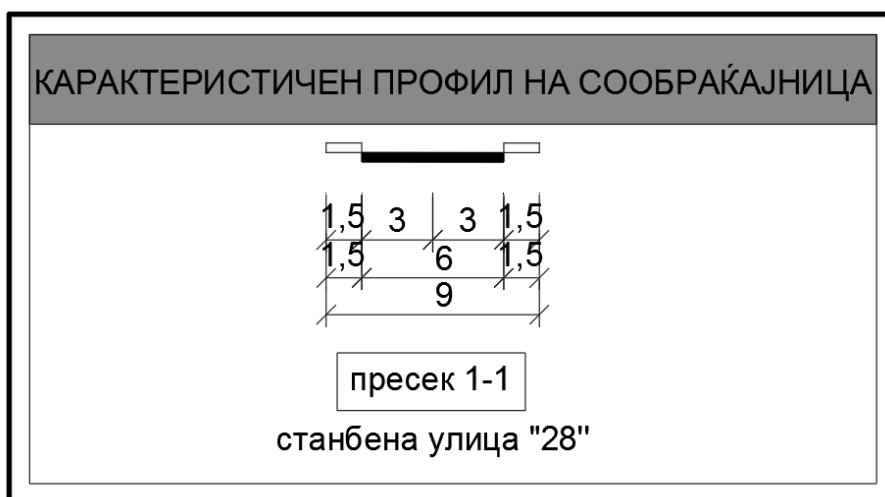 КАРАКТЕРИСТИЧЕН ПРОФИЛ НА СООБРАЌАЈНИЦА
1,5 3 3 1,5
1,5 6 1,5
9
пресек 1-1
станбена улица "28"